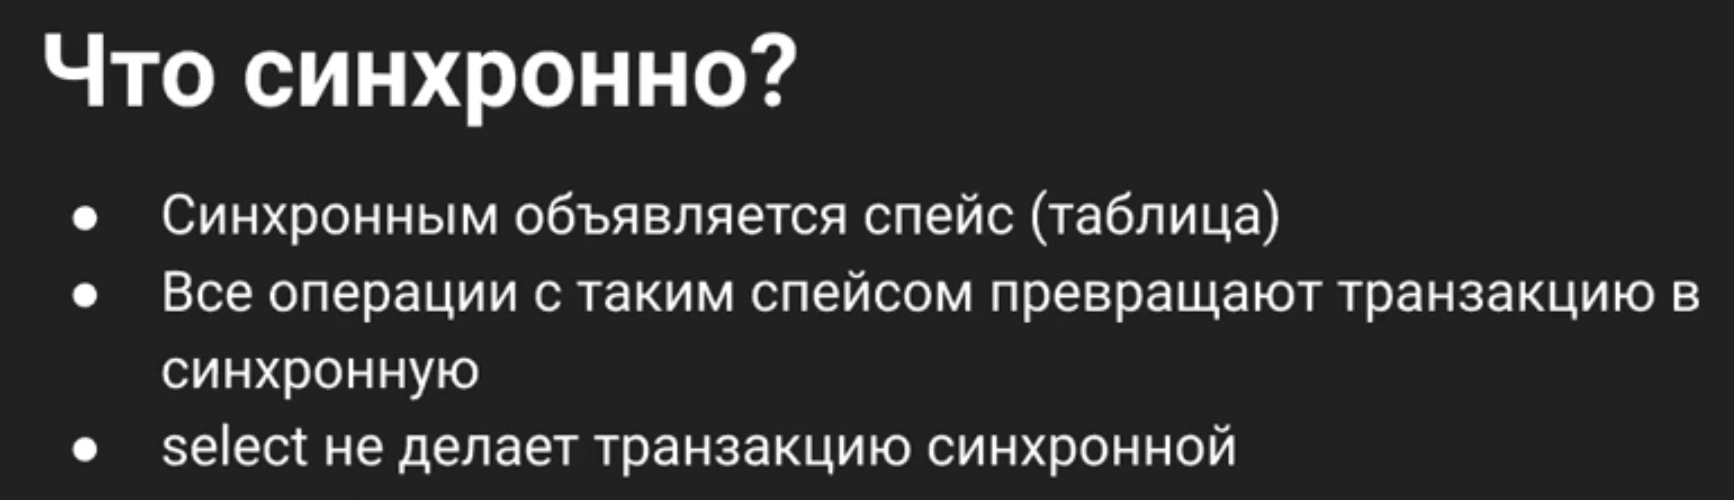 Что синхронно?
● Синхронным объявляется спейс (таблица)
● Все операции с таким спейсом превращают транзакцию в
синхронную
● select не делает транзакцию синхронной